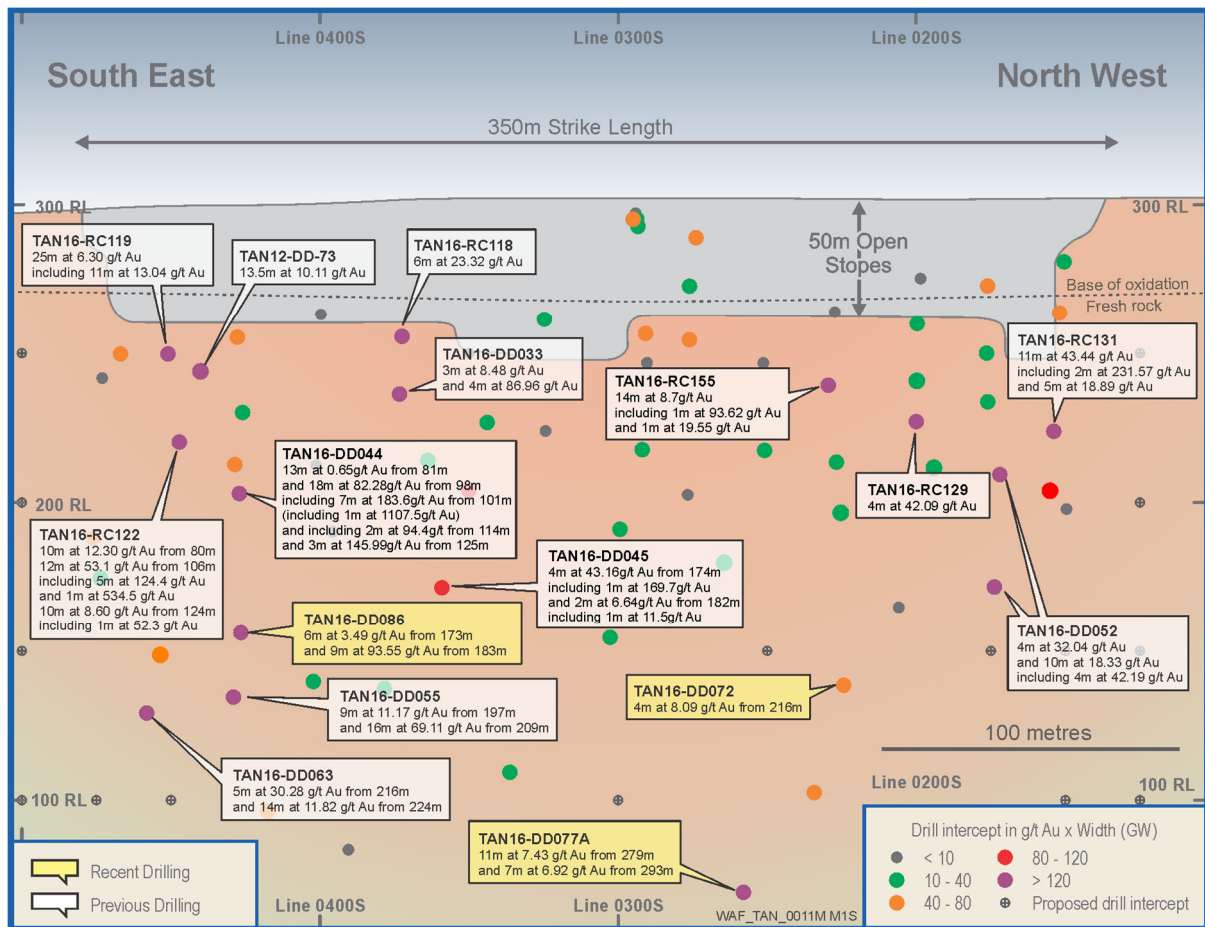 Line 0400S
Line 0300S
Line 0200S
South East
North West
350m Strike Length
300 RL
300 RL
50m Open
Stopes
Base of oxidation
Fresh rock
TAN16-RC119
25m at 6.30 g/t Au
including 11m at 13.04 g/t Au
TAN12-DD-73
13.5m at 10.11 g/t Au
TAN16-RC118
6m at 23.32 g/t Au
TAN16-DD033
3m at 8.48 g/t Au
and 4m at 86.96 g/t Au
TAN16-RC155
14m at 8.7g/t Au
including 1m at 93.62 g/t Au
and 1m at 19.55 g/t Au
TAN16-RC131
11m at 43.44 g/t Au
including 2m at 231.57 g/t Au
and 5m at 18.89 g/t Au
TAN16-DD044
13m at 0.65g/t Au from 81m
and 18m at 82.28g/t Au from 98m
including 7m at 183.6g/t Au from 101m
(including 1m at 1107.5g/t Au)
and including 2m at 94.4g/t from 114m
and 3m at 145.99g/t Au from 125m
TAN16-RC129
4m at 42.09 g/t Au
200 RL
200 RL
TAN16-RC122
10m at 12.30 g/t Au from 80m
12m at 53.1 g/t Au from 106m
including 5m at 124.4 g/t Au
and 1m at 534.5 g/t Au
10m at 8.60 g/t Au from 124m
including 1m at 52.3 g/t Au
TAN16-DD045
4m at 43.16g/t Au from 174m
including 1m at 169.7g/t Au
and 2m at 6.64g/t Au from 182m
including 1m at 11.5g/t Au
TAN16-DD086
6m at 3.49 g/t Au from 173m
and 9m at 93.55 g/t Au from 183m
TAN16-DD052
4m at 32.04 g/t Au
and 10m at 18.33 g/t Au
including 4m at 42.19 g/t Au
TAN16-DD055
9m at 11.17 g/t Au from 197m
and 16m at 69.11 g/t Au from 209m
TAN16-DD072
4m at 8.09 g/t Au from 216m
TAN16-DD063
5m at 30.28 g/t Au from 216m
and 14m at 11.82 g/t Au from 224m
100 metres
Line 0200S
100 RL
100 RL
TAN16-DD077A
11m at 7.43 g/t Au from 279m
and 7m at 6.92 g/t Au from 293m
Recent Drilling
Previous Drilling
Line 0400S
Line 0300S
WAF_TAN_0011M M1S
Drill intercept in g/t Au x Width (GW)
< 10
80 - 120
10 - 40
> 120
40 - 80
Proposed drill intercept